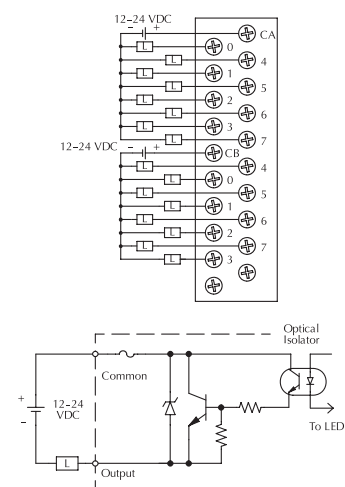 12–24 VDC
– +
CA
L 0
L 4
L 1
L 5
L 2
L 6
L 3
L 7
12–24 VDC – +
CB
L 4
L 0
L 5
L 1
L 6
L 2
L 7
L 3
Optical
Isolator
Common
+
12–24
VDC
–
To LED
L
Output